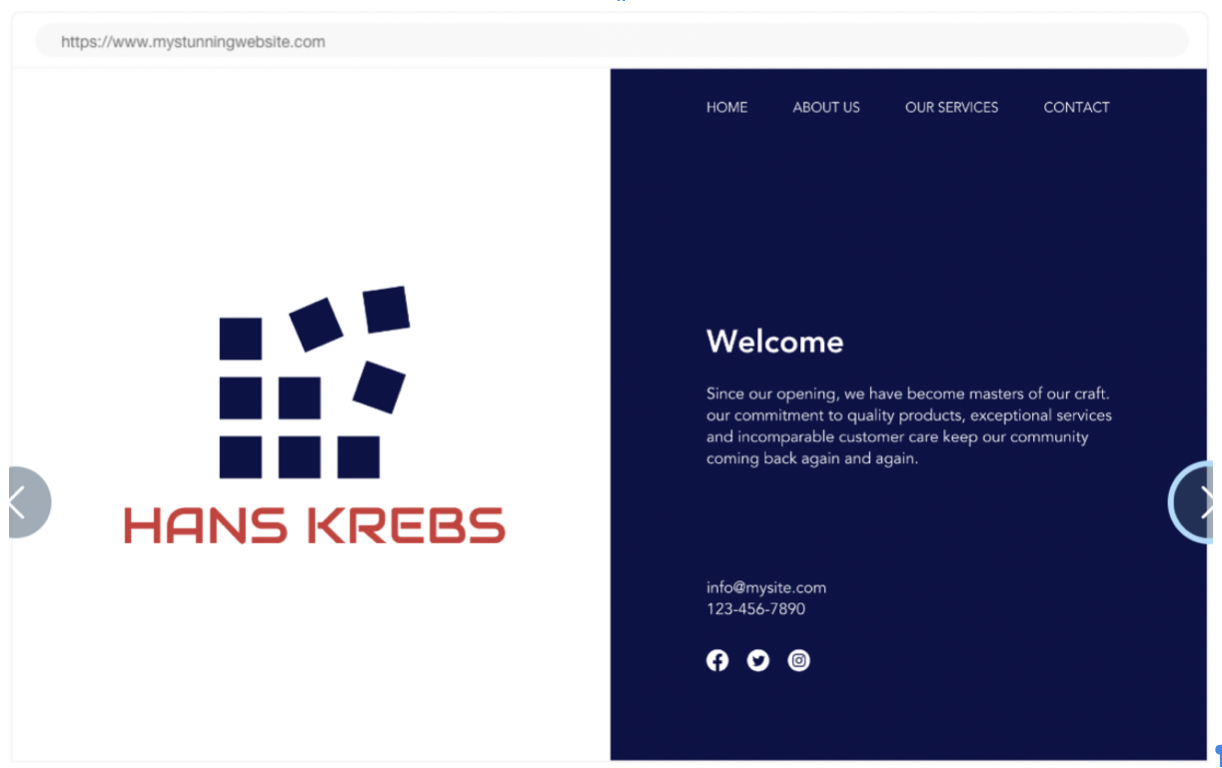 https://www.mystunningwebsite.com
HOME ABOUT US OUR SERVICES CONTACT
HANS KREBS
Welcome
Since our opening, we have become masters of our craft.
our commitment to quality products, exceptional services
and incomparable customer care keep our community
coming back again and again.
info@mysite.com
123-456-7890